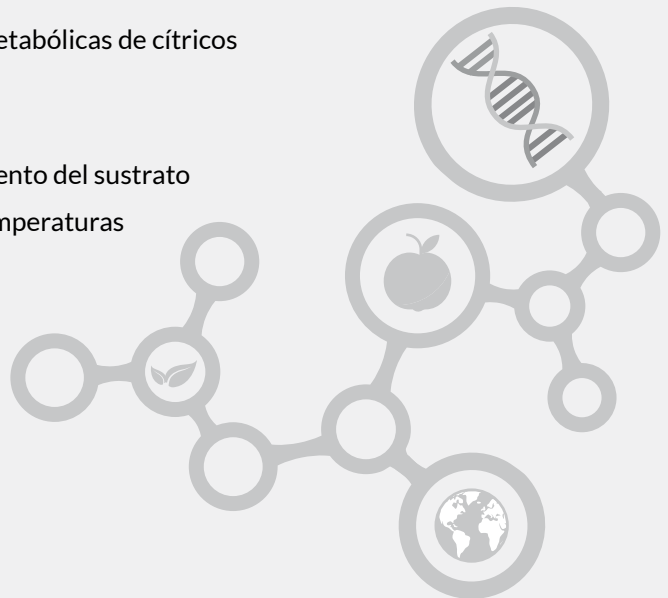 etabólicas de cítricos
ento del sustrato
mperaturas